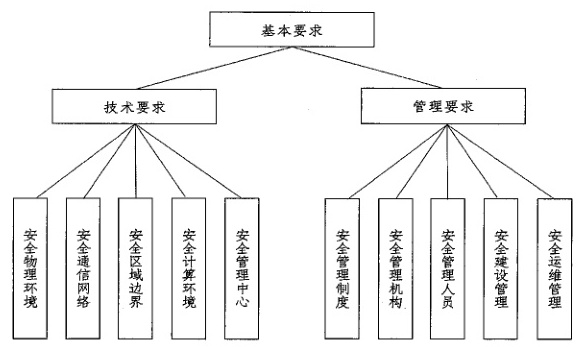 基本要求
技术要求
管理要求
安全物理环境
安全通信网络
安全区域边界
安全计算环境
安全管理中心
安全管理制度
安全管理机构
安全管理人员
安全建设管理
安全运维管理